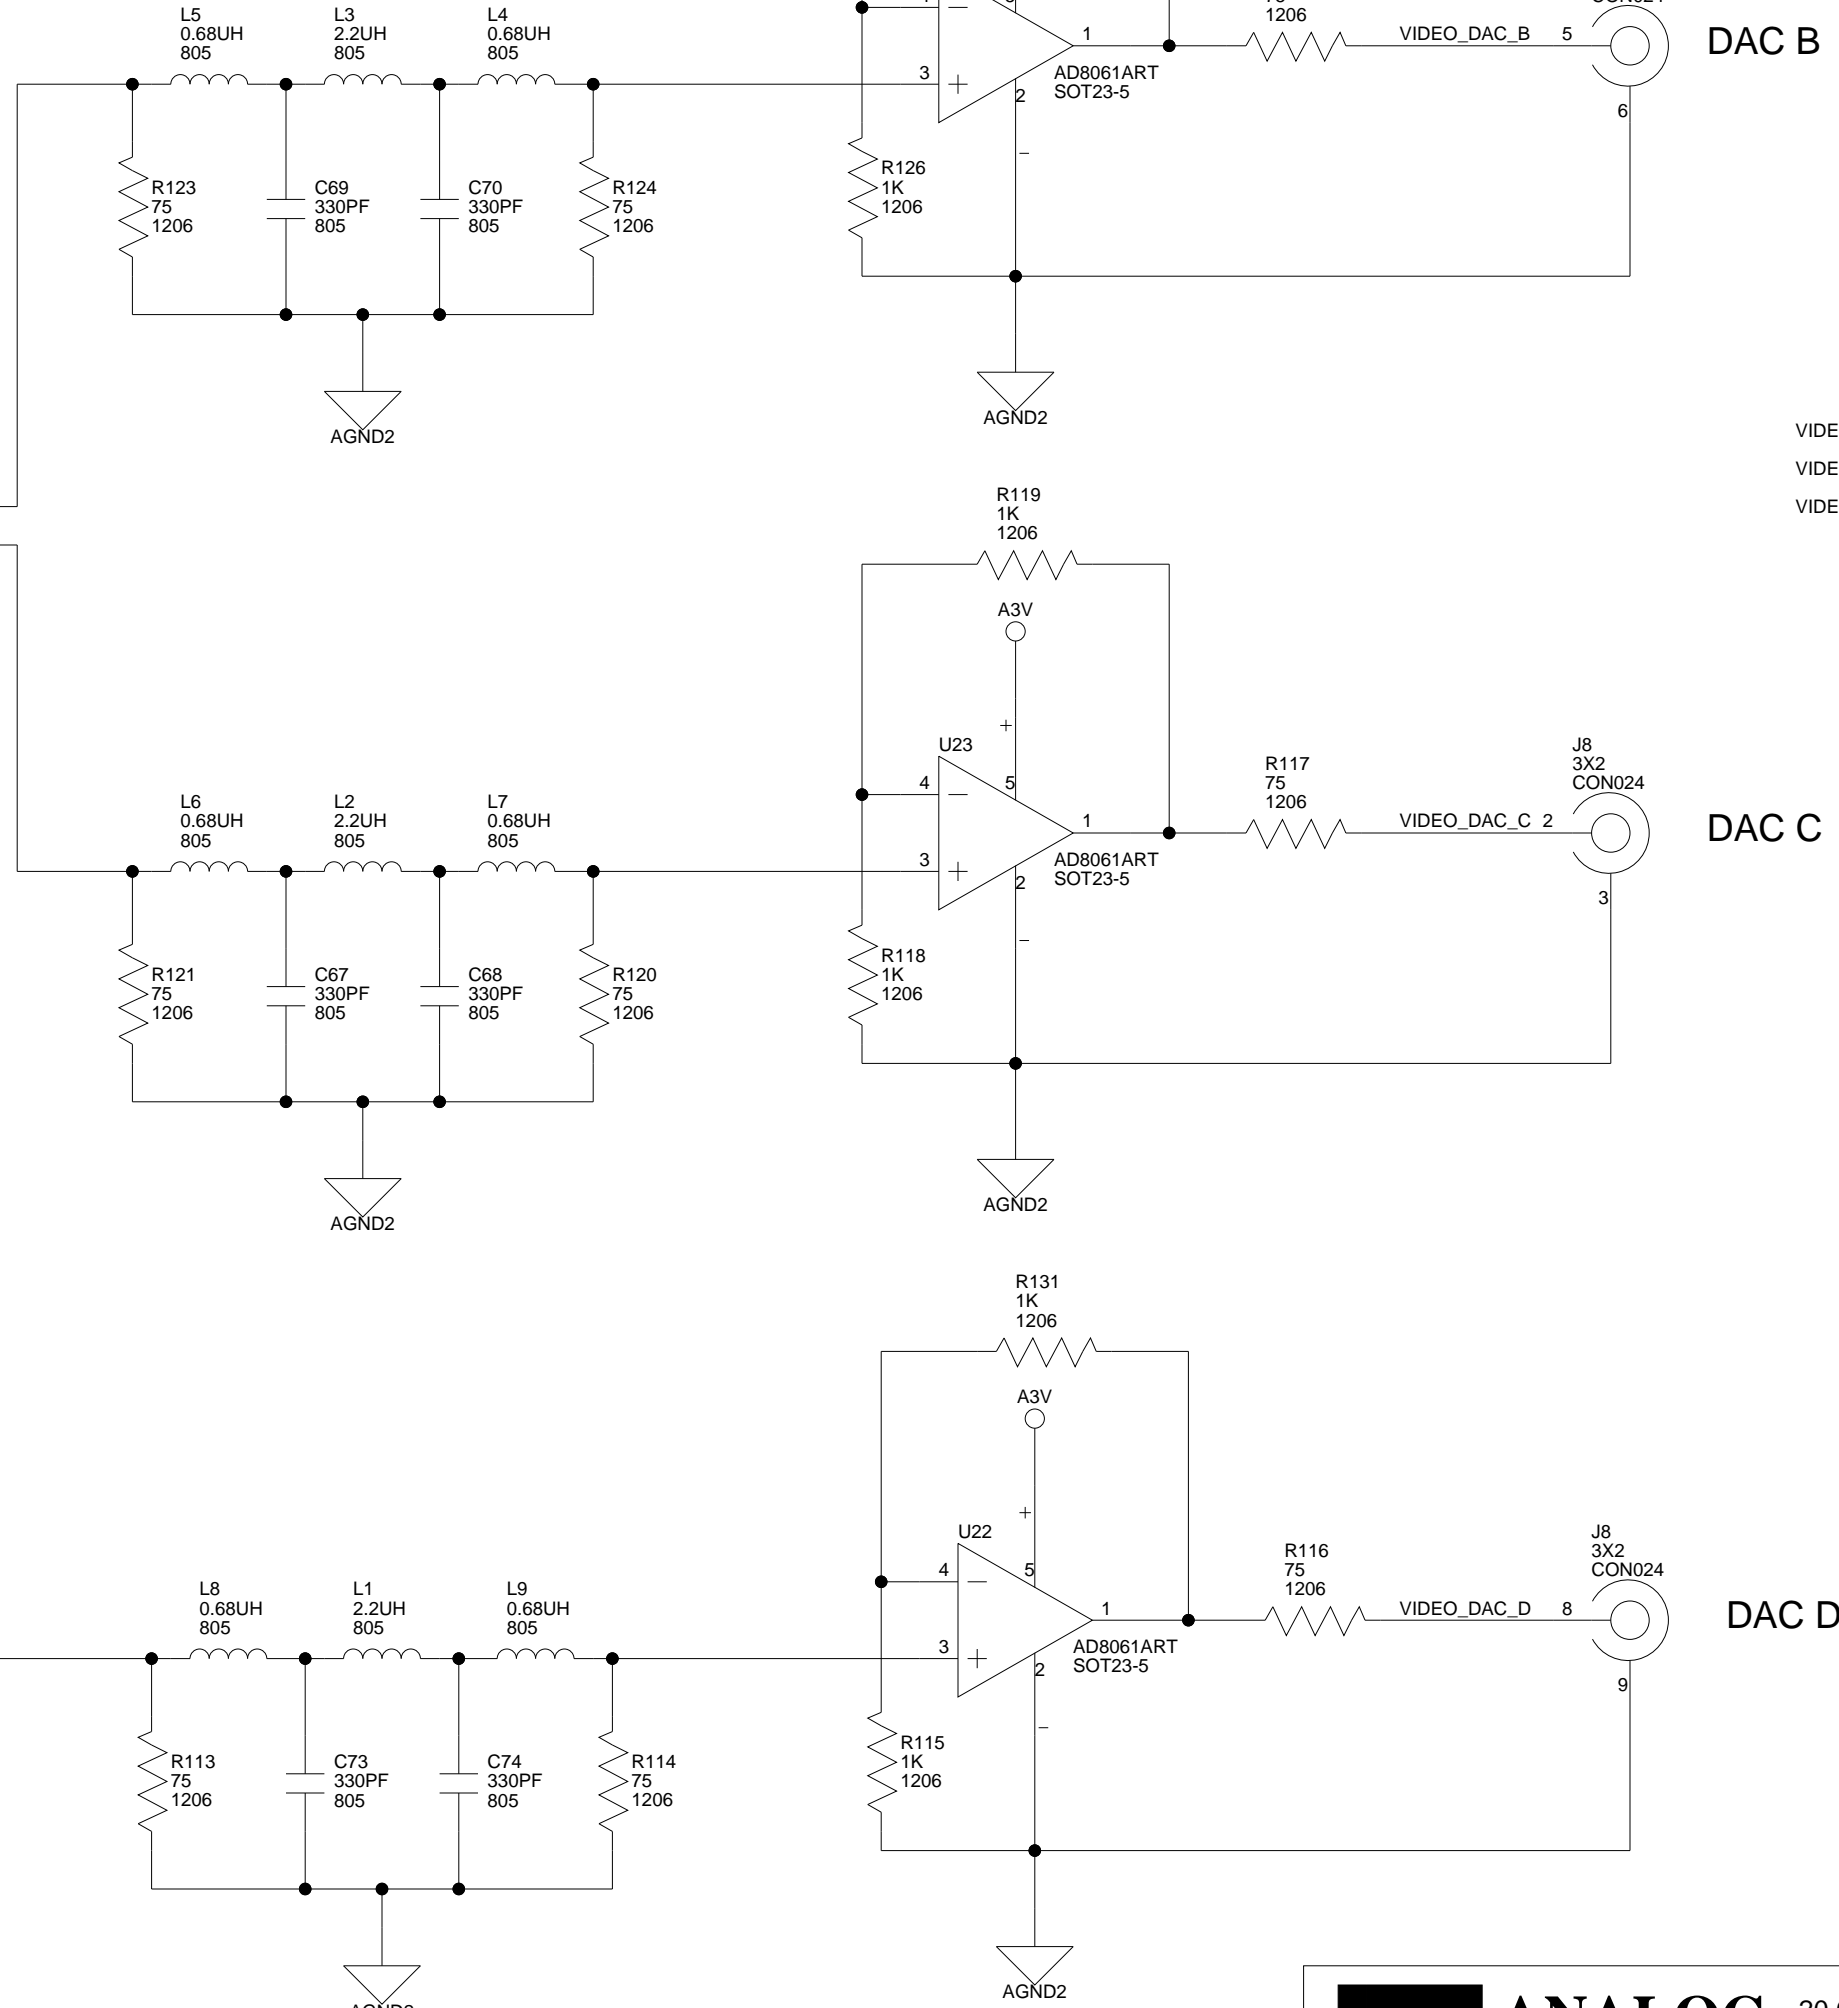 L5
0.68UH
805
L3
2.2UH
805
L4
0.68UH
805
1206
1
3
+
2
AD8061ART
SOT23-5
VIDEO_DAC_B 5
6
DAC B
R123
75
1206
C69
330PF
805
C70
330PF
805
R124
75
1206
R126
1K
1206
AGND2
AGND2
VIDE
VIDE
VIDE
R119
1K
1206
A3V
+
U23
4
5
1
3
+
2
AD8061ART
SOT23-5
R117
75
1206
VIDEO_DAC_C 2
J8
3X2
CON024
3
DAC C
L6
0.68UH
805
L2
2.2UH
805
L7
0.68UH
805
R121
75
1206
C67
330PF
805
C68
330PF
805
R120
75
1206
R118
1K
1206
AGND2
AGND2
R131
1K
1206
A3V
+
U22
4
5
1
3
+
2
AD8061ART
SOT23-5
R116
75
1206
VIDEO_DAC_D 8
J8
3X2
CON024
9
DAC D
L8
0.68UH
805
L1
2.2UH
805
L9
0.68UH
805
R113
75
1206
C73
330PF
805
C74
330PF
805
R114
75
1206
R115
1K
1206
AGND2
ANALOG